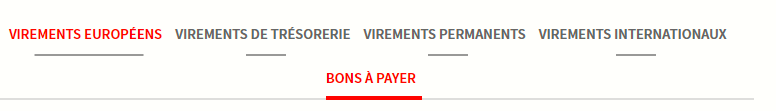 VIREMENTS EUROPÉENS VIREMENTS DE TRÉSORERIE VIREMENTS PERMANENTS VIREMENTS INTERNATIONAUX
BONS À PAYER